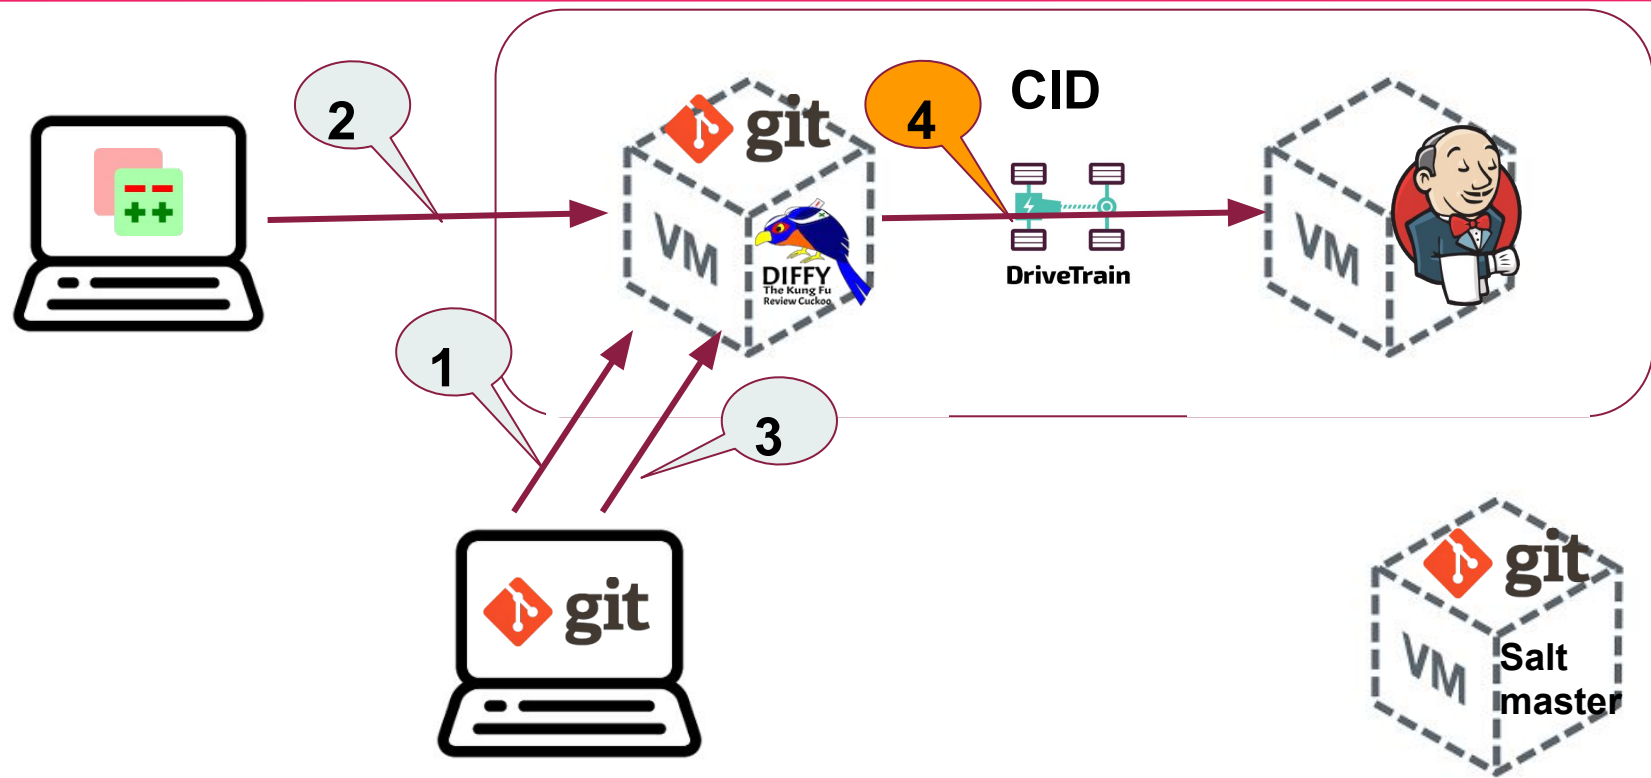 2
git
4
CID
VM
DIFFY
The Kung Fu
Review Cuckoo
DriveTrain
VM
1
3
git
git
VM
Salt
master